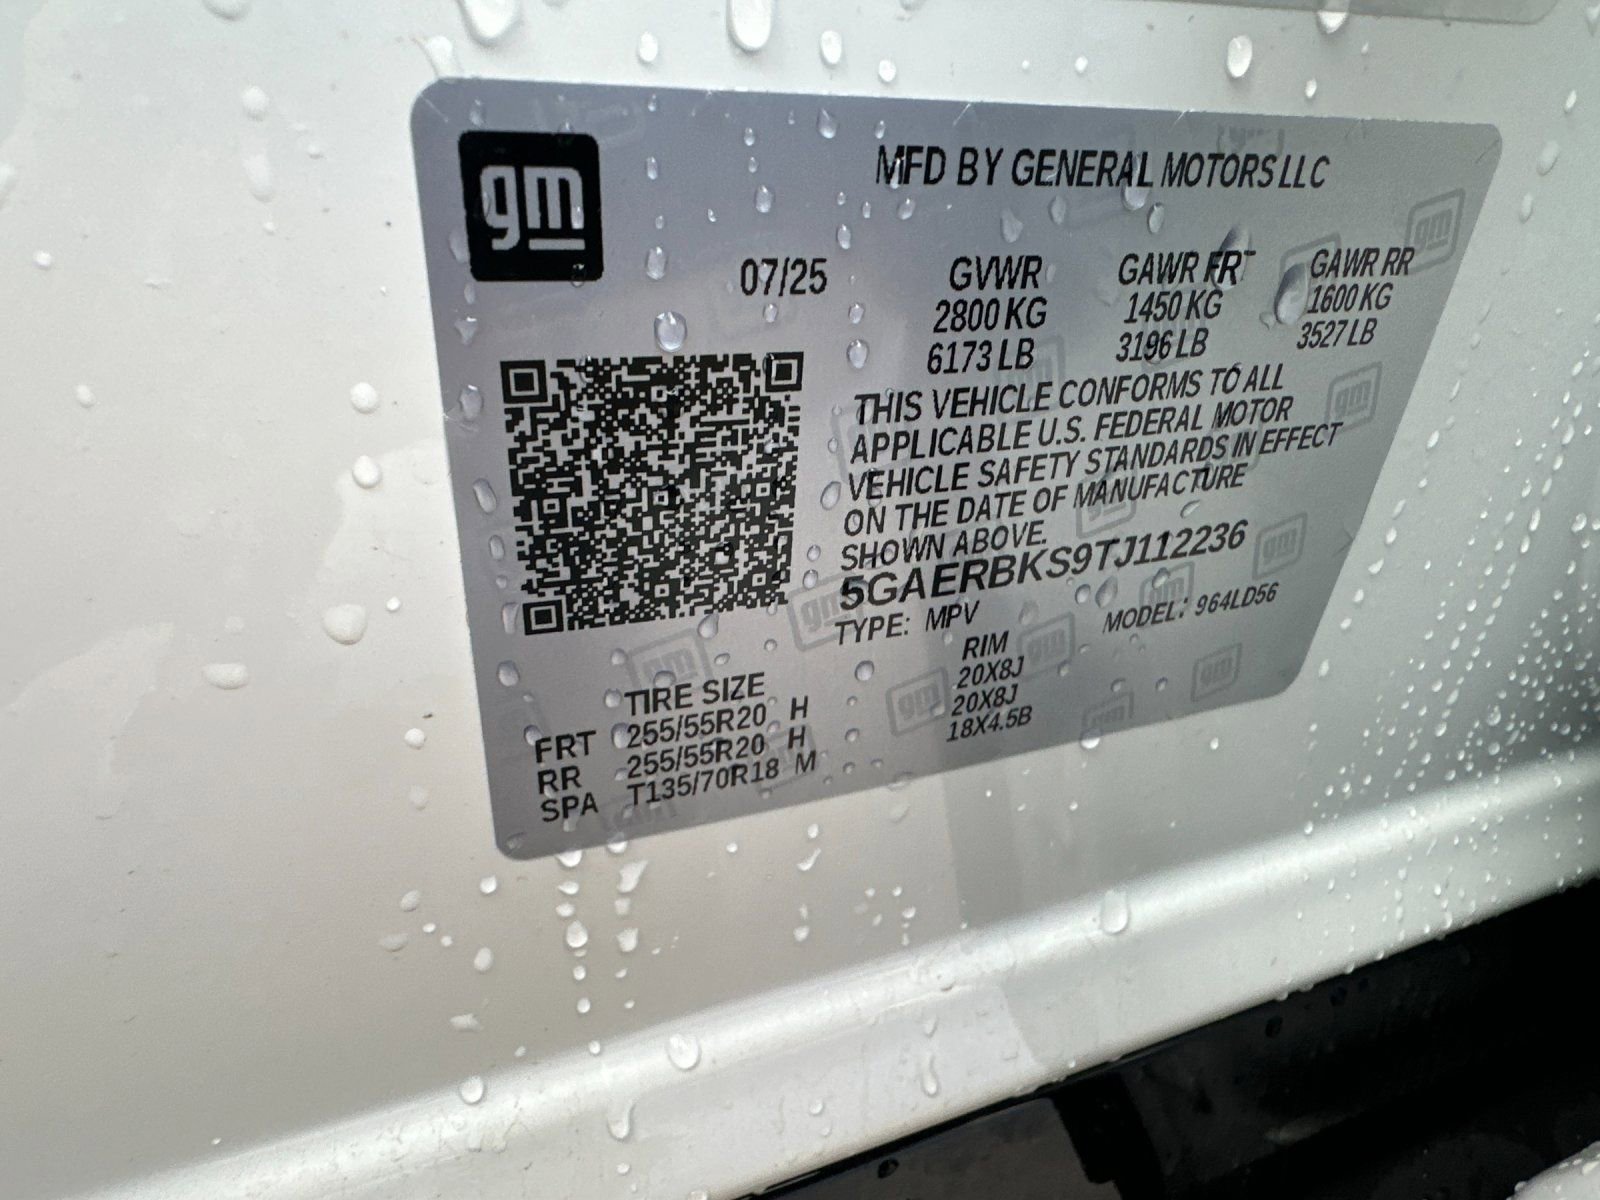 gm
MFD BY GENERAL MOTORS LLC
07/25
GVWR GAWR FRT GAWR RR
2800 KG 1450 KG 1600 KG
6173 LB 3196 LB 3527 LB
THIS VEHICLE CONFORMS TO ALL
APPLICABLE U.S. FEDERAL MOTOR
VEHICLE SAFETY STANDARDS IN EFFECT
ON THE DATE OF MANUFACTURE
SHOWN ABOVE.
5GAERBKS9TJ112236
TYPE: MPV MODEL: 964LD56
TIRE SIZE RIM
FRT 255/55R20 H 20X8J
RR 255/55R20 H 20X8J
SPA T135/70R18 M 18X4.5B